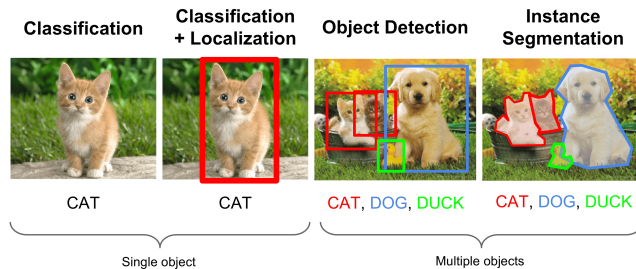 Classification
Classification
+ Localization
Object Detection
Instance
Segmentation
CAT
CAT
CAT, DOG, DUCK
CAT, DOG, DUCK
Single object
Multiple objects